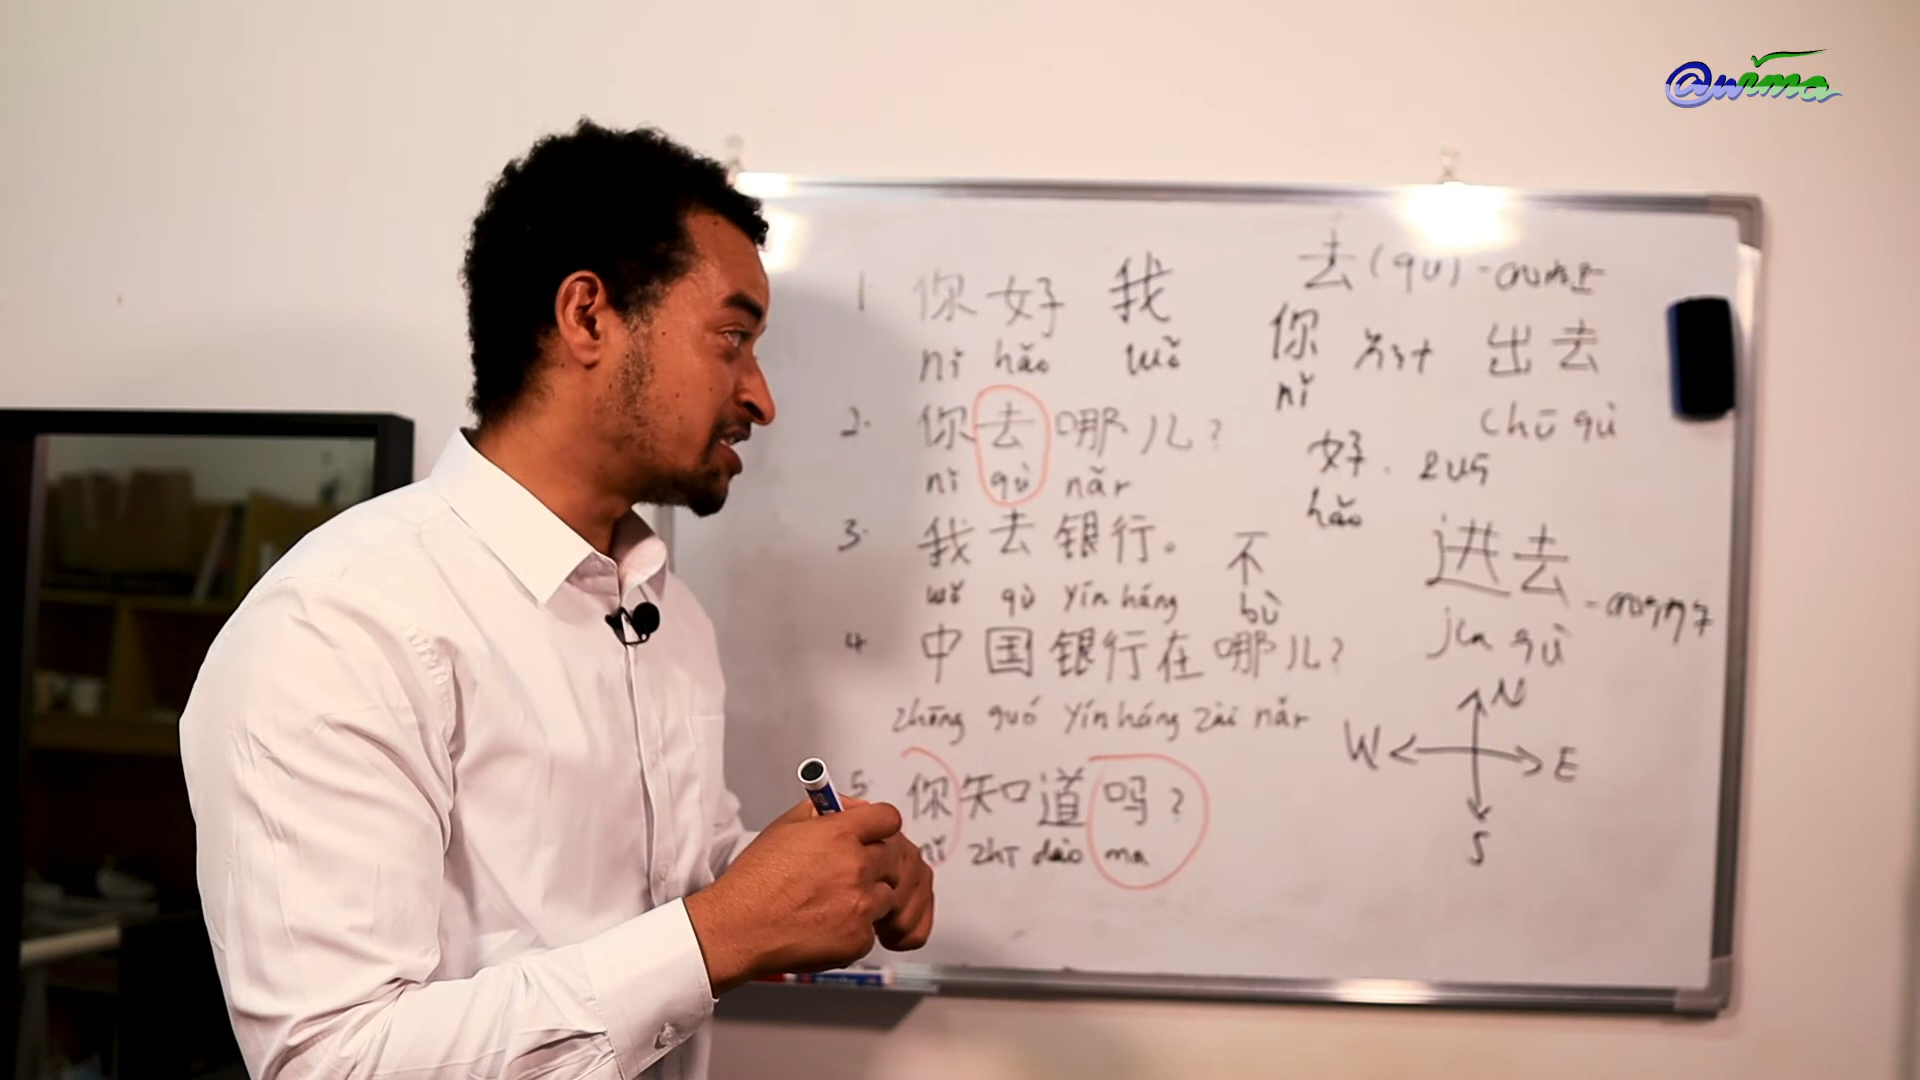 @wima
1 你好 我
nǐ hǎo wǒ
2. 你去哪儿?
nǐ qù nǎr
3. 我去银行。
wǒ qù yín háng
不
bù
4 中国银行在哪儿?
zhōng guó yín háng zài nǎr
5. 你知道吗?
nǐ zhī dào ma
去 (qù) -
你
nǐ
出去
chū qù
好.
hǎo
进去 -
jìn qù
N
W E
S